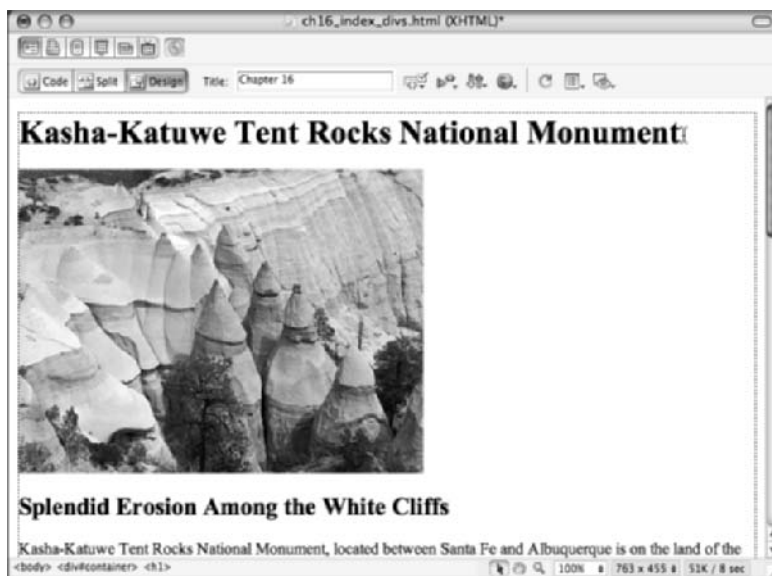 ch16_index_divs.html (XHTML)*
Code Split Design Title: Chapter 16
Kasha-Katuwe Tent Rocks National Monument
Splendid Erosion Among the White Cliffs
Kasha-Katuwe Tent Rocks National Monument, located between Santa Fe and Albuquerque is on the land of the
<body> <div#container> <h1> 100% 763 x 455 51K / 8 sec